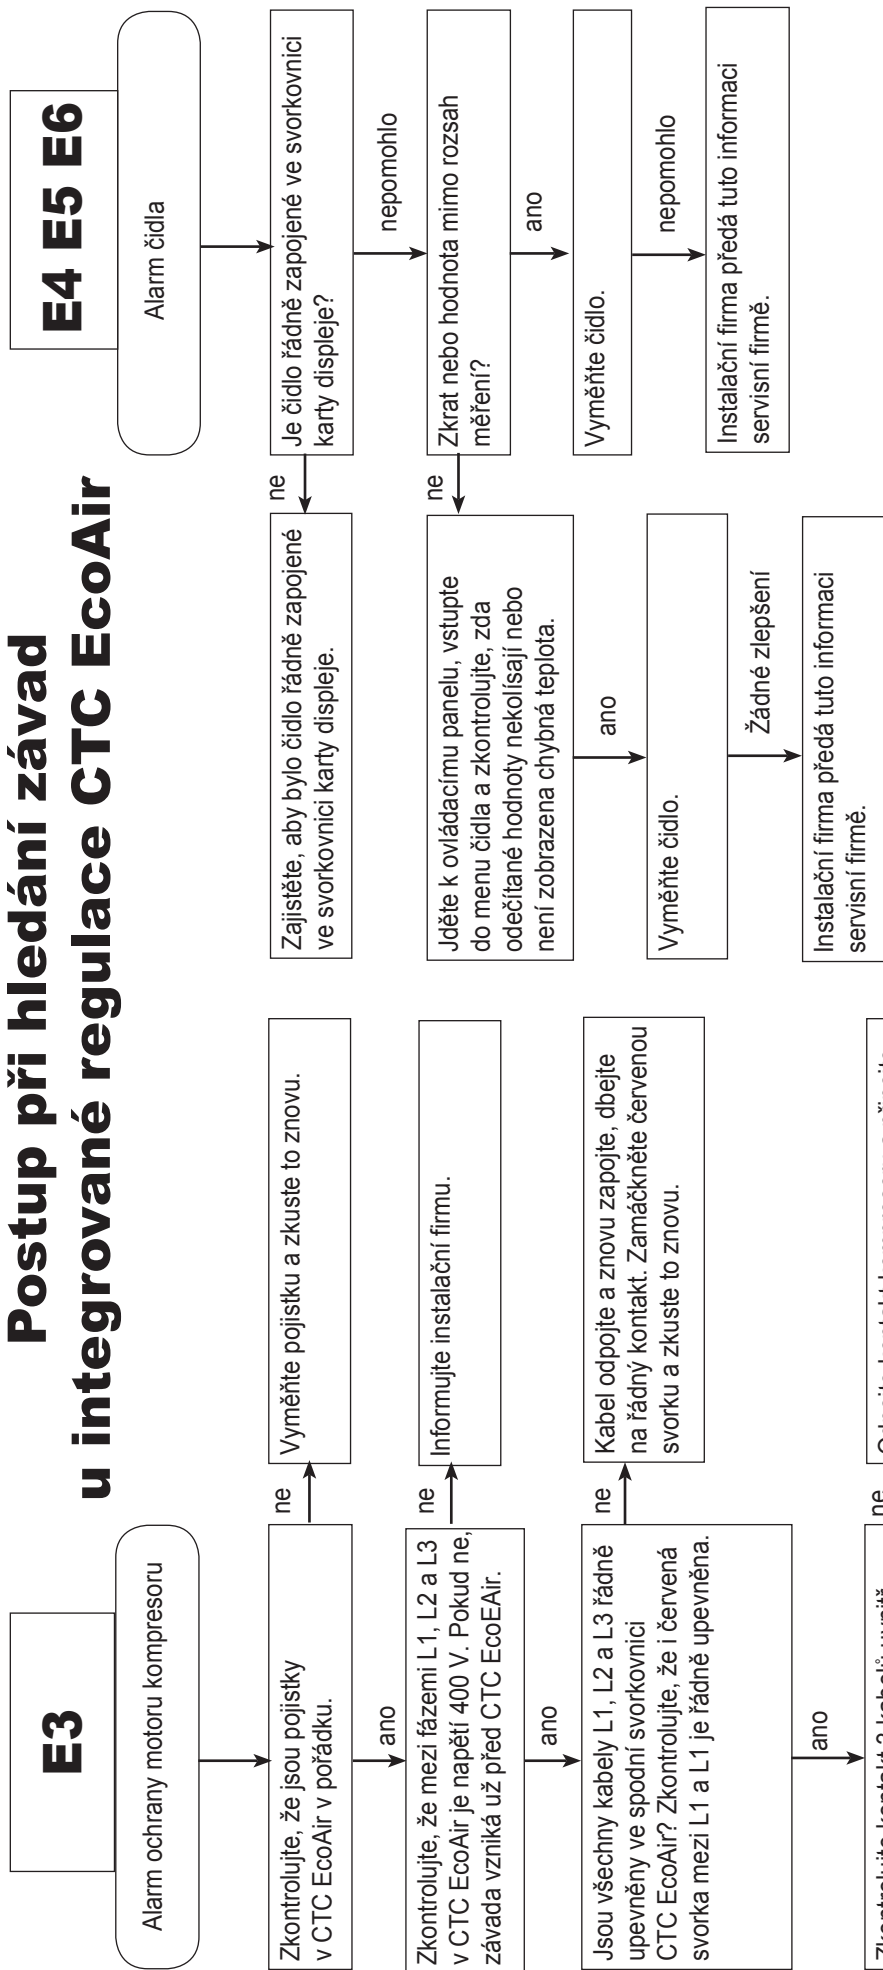 Postup při hledání závad
u integrované regulace CTC EcoAir
E3
Alarm ochrany motoru kompresoru
Zkontrolujte, že jsou pojistky
v CTC EcoAir v pořádku.
ne
Vyměňte pojistku a zkuste to znovu.
ano
Zkontrolujte, že mezi fázemi L1, L2 a L3
v CTC EcoAir je napětí 400 V. Pokud ne,
závada vzniká už před CTC EcoEAir.
ne
Informujte instalační firmu.
ano
Jsou všechny kabely L1, L2 a L3 řádně
upevněny ve spodní svorkovnici
CTC EcoAir? Zkontrolujte, že i červená
svorka mezi L1 a L1 je řádně upevněna.
ne
Kabel odpojte a znovu zapojte, dbejte
na řádný kontakt. Zamáčkněte červenou
svorku a zkuste to znovu.
ano
ne
E4 E5 E6
Alarm čidla
Je čidlo řádně zapojené ve svorkovnici
karty displeje?
ne
Zajistěte, aby bylo čidlo řádně zapojené
ve svorkovnici karty displeje.
nepomohlo
Zkrat nebo hodnota mimo rozsah
měření?
ne
Jděte k ovládacímu panelu, vstupte
do menu čidla a zkontrolujte, zda
odečítané hodnoty nekolísají nebo
není zobrazena chybná teplota.
ano
Vyměňte čidlo.
Žádné zlepšení
Instalační firma předá tuto informaci
servisní firmě.
ano
Vyměňte čidlo.
nepomohlo
Instalační firma předá tuto informaci
servisní firmě.